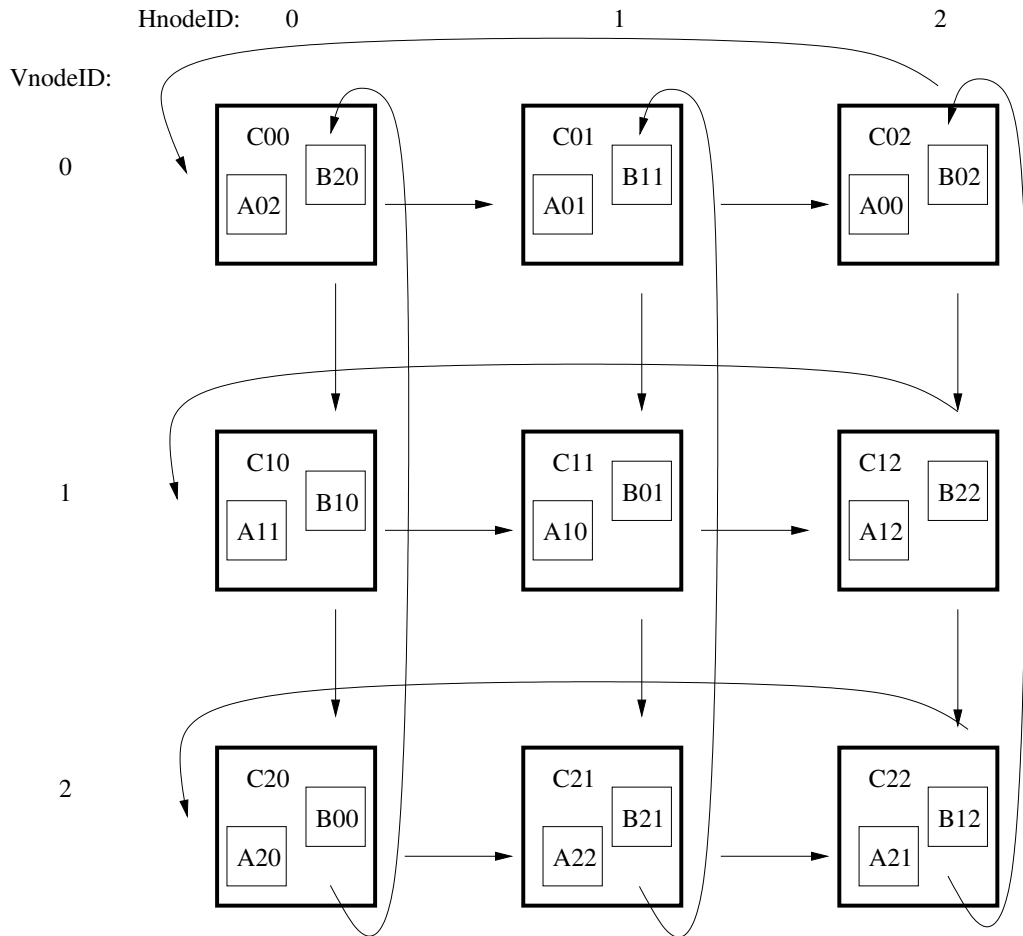 HnodeID: 0 1 2
VnodeID:
0
C00 C01 C02
B20 B11 B02
A02 A01 A00
1
C10 C11 C12
B10 B01 B22
A11 A10 A12
2
C20 C21 C22
B00 B21 B12
A20 A22 A21